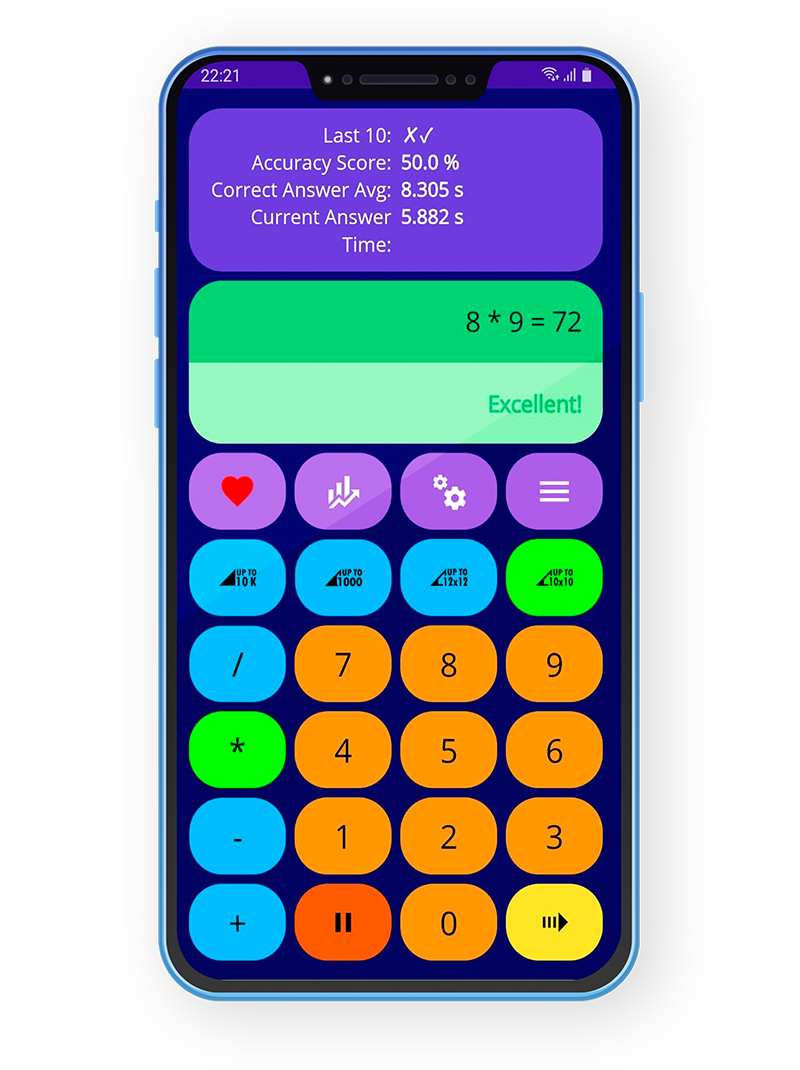 22:21
Last 10: ✗✓
Accuracy Score: 50.0 %
Correct Answer Avg: 8.305 s
Current Answer 5.882 s
Time:
8 * 9 = 72
Excellent!
UP TO 10 K
UP TO 1000
UP TO 12x12
UP TO 10x10
/ 7 8 9
* 4 5 6
- 1 2 3
+ 0